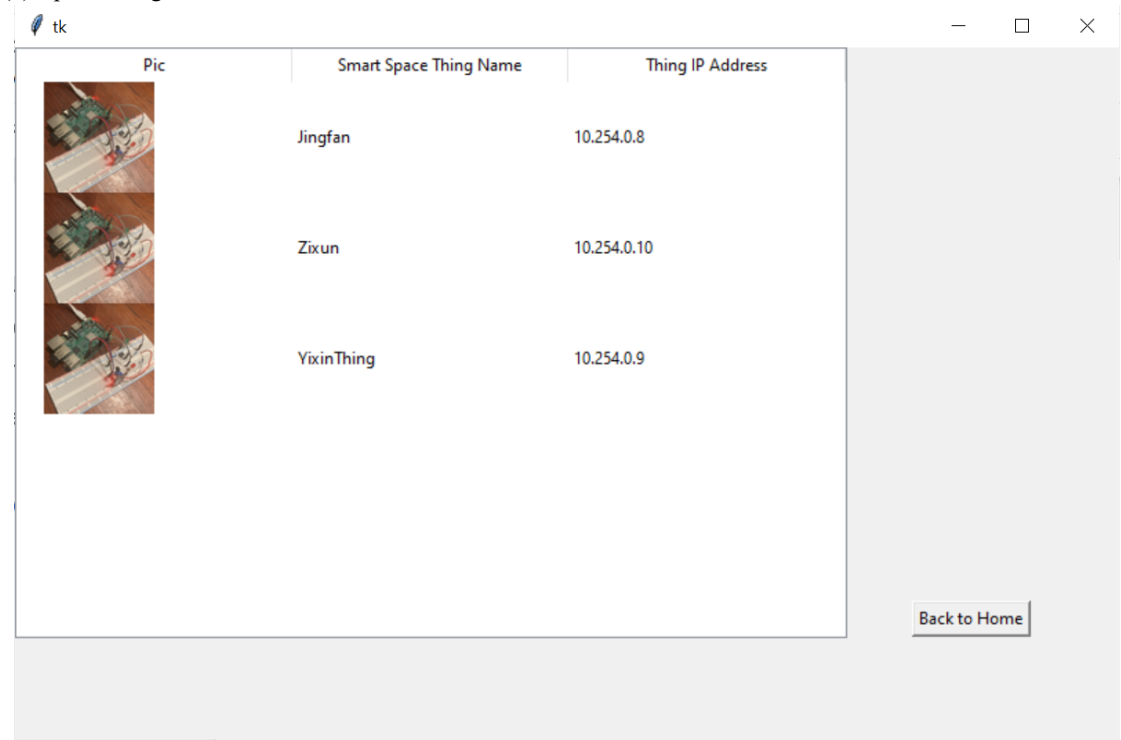 tk
Pic Smart Space Thing Name Thing IP Address
Jingfan 10.254.0.8
Zixun 10.254.0.10
YixinThing 10.254.0.9
Back to Home